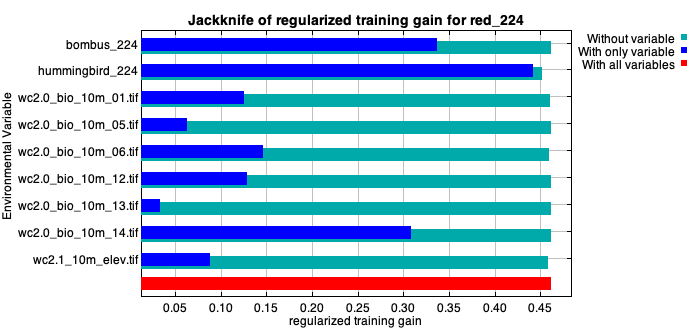 Jackknife of regularized training gain for red_224
Without variable
With only variable
With all variables
Environmental Variable
bombus_224
hummingbird_224
wc2.0_bio_10m_01.tif
wc2.0_bio_10m_05.tif
wc2.0_bio_10m_06.tif
wc2.0_bio_10m_12.tif
wc2.0_bio_10m_13.tif
wc2.0_bio_10m_14.tif
wc2.1_10m_elev.tif
0.05 0.10 0.15 0.20 0.25 0.30 0.35 0.40 0.45
regularized training gain